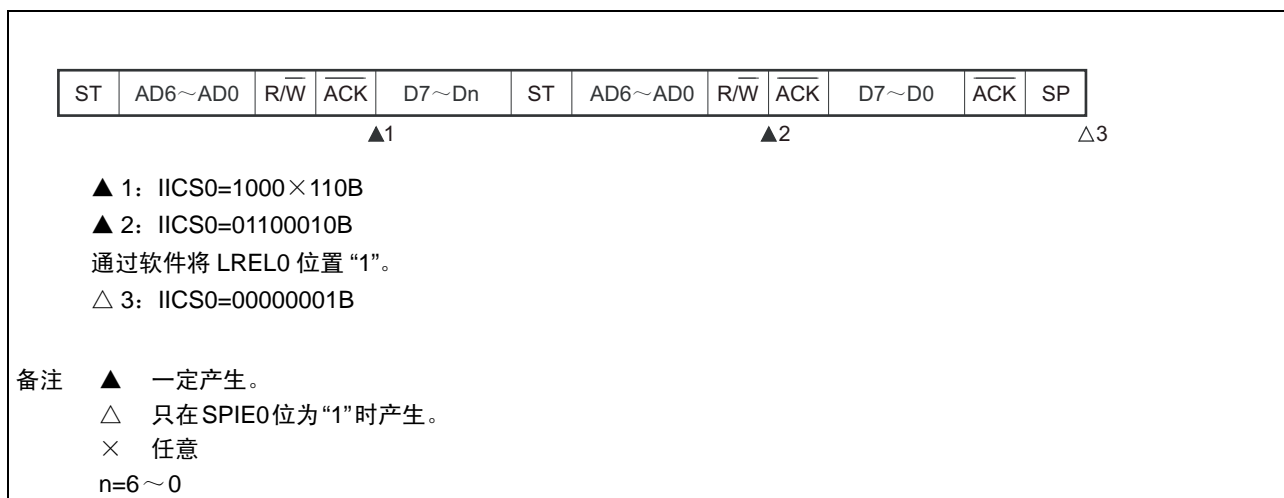 ST AD6～AD0 R/W ACK D7～Dn ST AD6～AD0 R/W ACK D7～D0 ACK SP
▲1 ▲2 △3
▲ 1：IICS0=1000×110B
▲ 2：IICS0=01100010B
通过软件将 LREL0 位置 “1”。
△ 3：IICS0=00000001B
备注 ▲ 一定产生。
△ 只在SPIE0位为“1”时产生。
× 任意
n=6～0